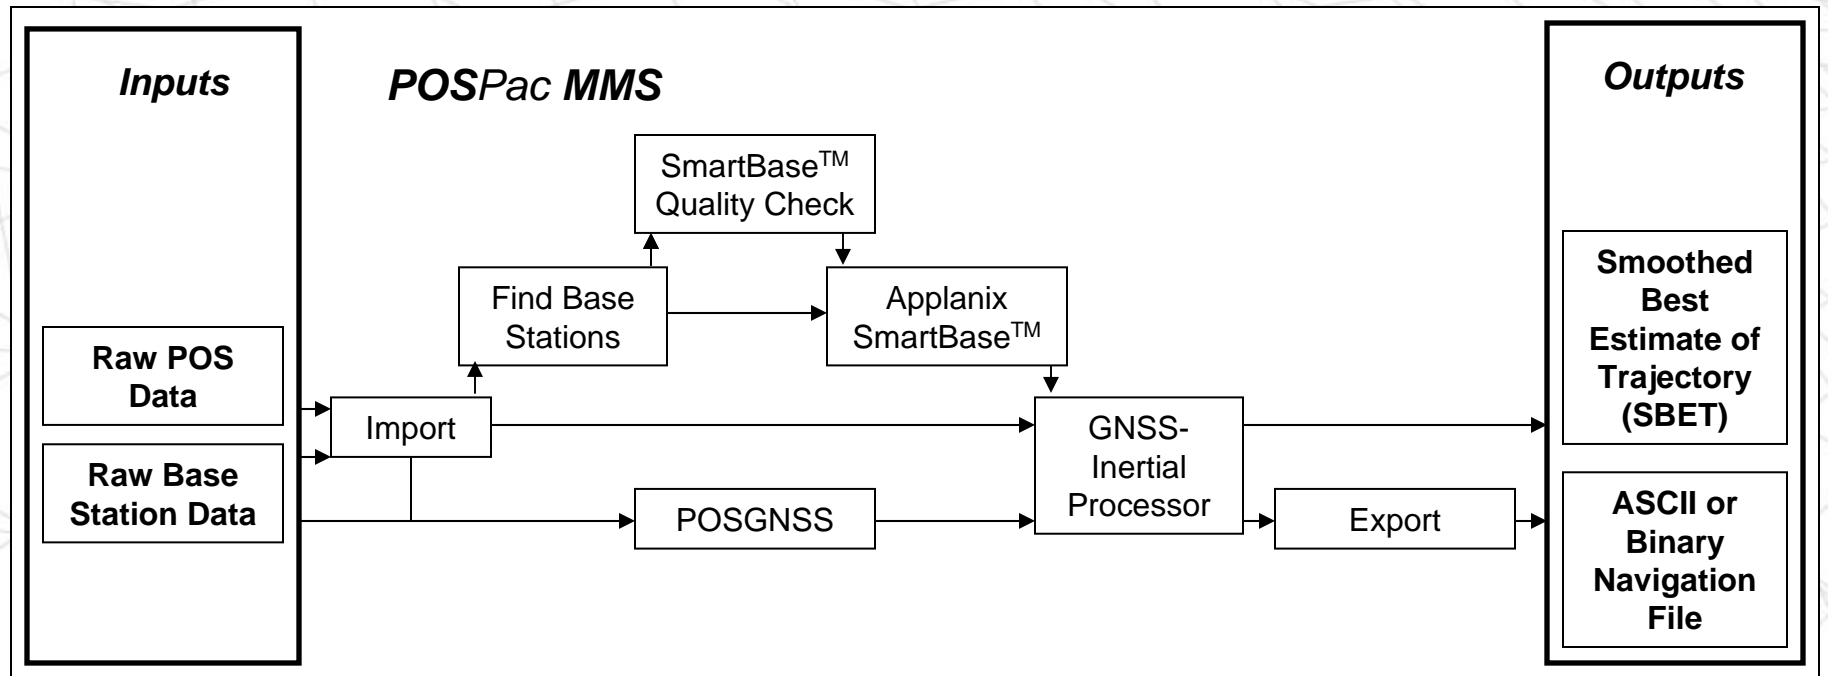 Inputs
POSPac MMS
Outputs
SmartBaseTM
Quality Check
Find Base
Stations
Applanix
SmartBaseTM
Raw POS
Data
Raw Base
Station Data
Import
POSGNSS
GNSS-
Inertial
Processor
Export
Smoothed
Best
Estimate of
Trajectory
(SBET)
ASCII or
Binary
Navigation
File